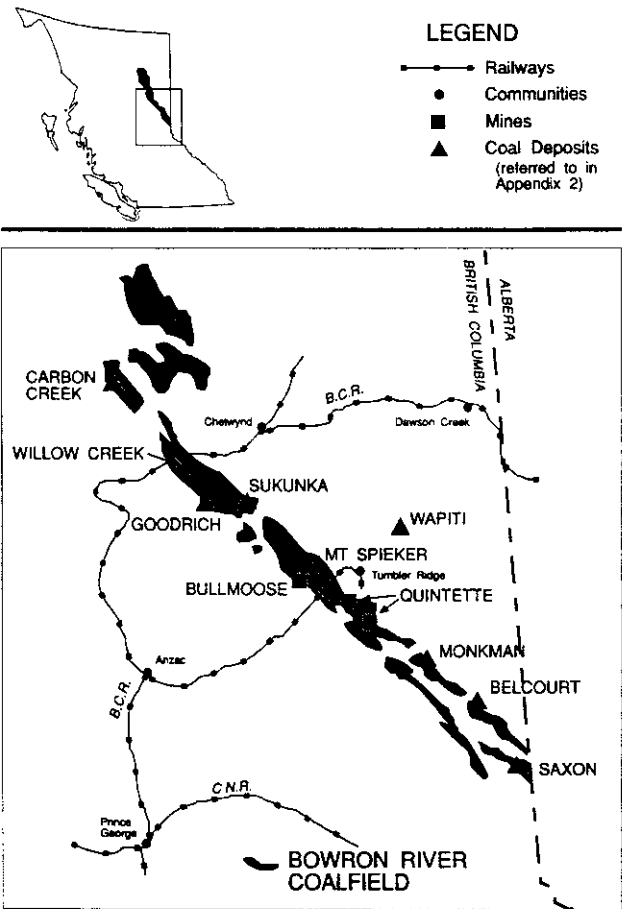 LEGEND
Railways
Communities
Mines
Coal Deposits
(referred to in
Appendix 2)
BRITISH COLUMBIA
ALBERTA
CARBON
CREEK
B.C.R.
Chetwynd
Dawson Creek
WILLOW CREEK
SUKUNKA
GOODRICH
WAPITI
MT SPIEKER
Tumbler Ridge
BULLMOOSE
QUINTETTE
MONKMAN
Anzac
BELCOURT
B.C.R.
SAXON
C.N.R.
Prince
George
BOWRON RIVER
COALFIELD